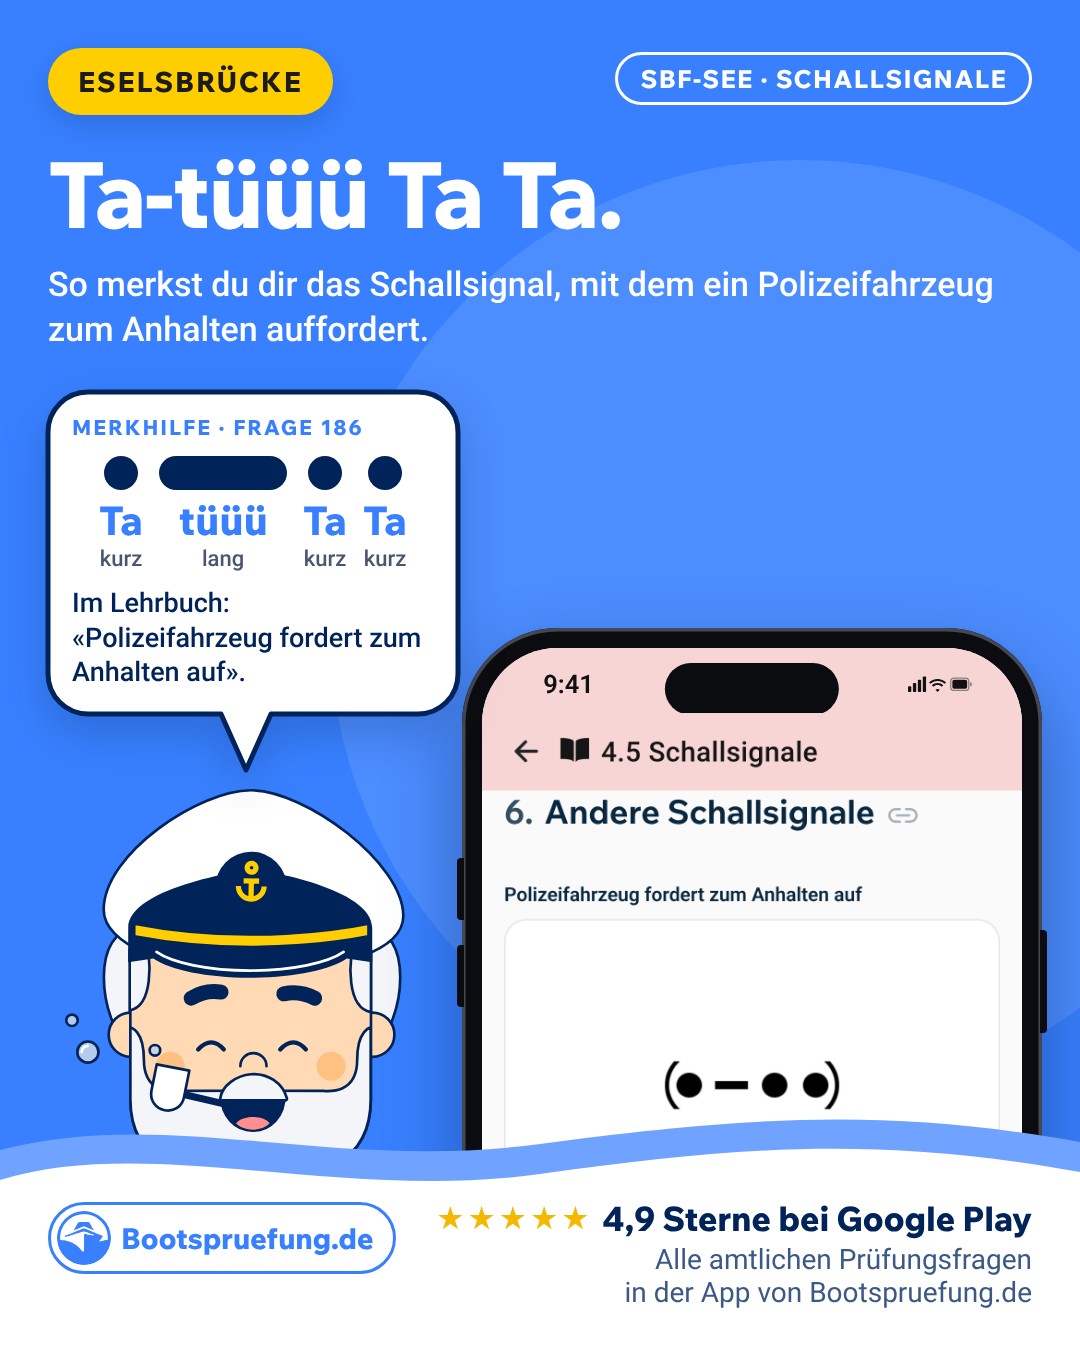 ESELSBRÜCKE
SBF-SEE · SCHALLSIGNALE
Ta-tüüü Ta Ta.
So merkst du dir das Schallsignal, mit dem ein Polizeifahrzeug
zum Anhalten auffordert.
MERKHILFE · FRAGE 186
Ta tüüü Ta Ta
kurz lang kurz kurz
Im Lehrbuch:
«Polizeifahrzeug fordert zum
Anhalten auf».
9:41
4.5 Schallsignale
6. Andere Schallsignale
Polizeifahrzeug fordert zum Anhalten auf
(● – ● ●)
Bootspruefung.de
★★★★★ 4,9 Sterne bei Google Play
Alle amtlichen Prüfungsfragen
in der App von Bootspruefung.de